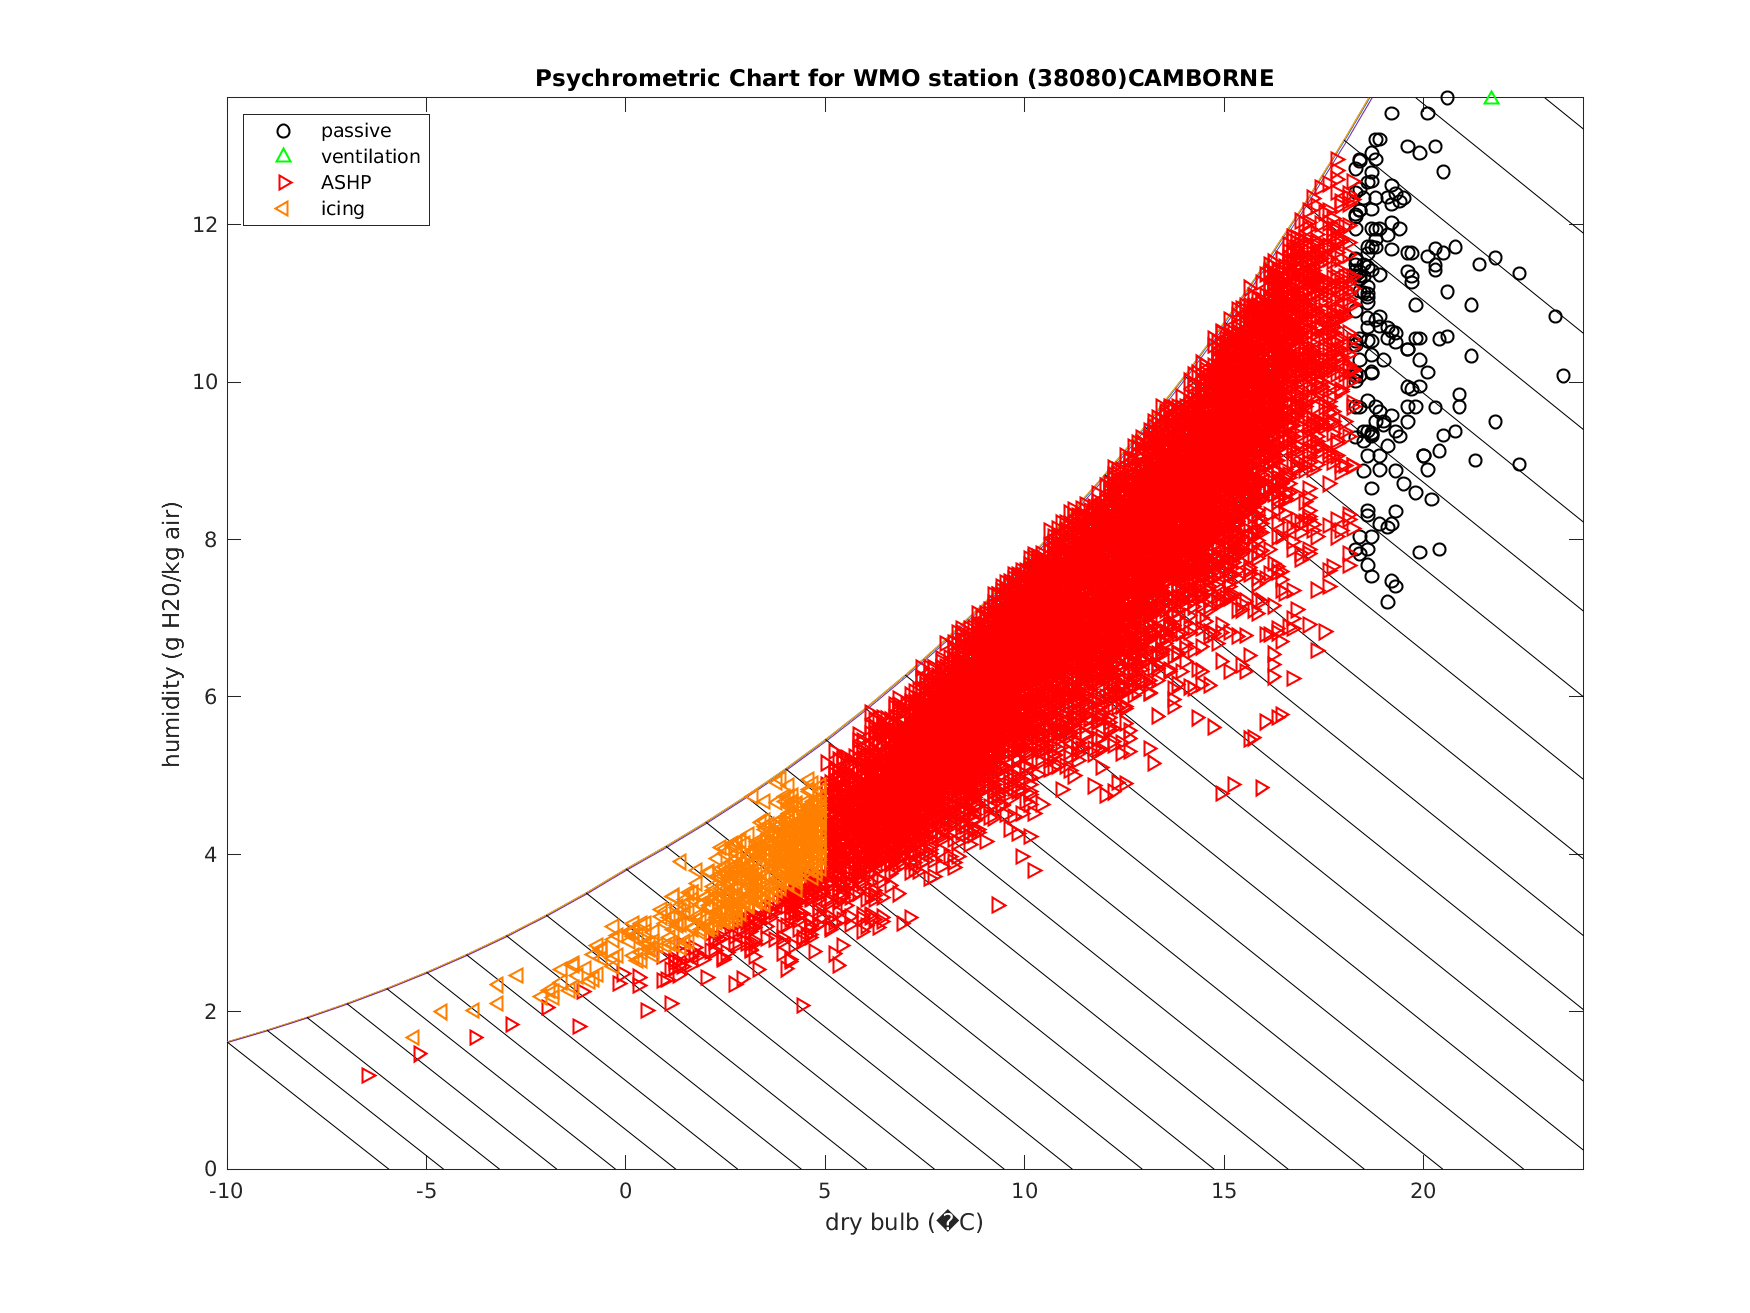 Psychrometric Chart for WMO station (38080)CAMBORNE
passive
ventilation
ASHP
icing
humidity (g H20/kg air)
12
10
8
6
4
2
0
-10 -5 0 5 10 15 20
dry bulb (�C)